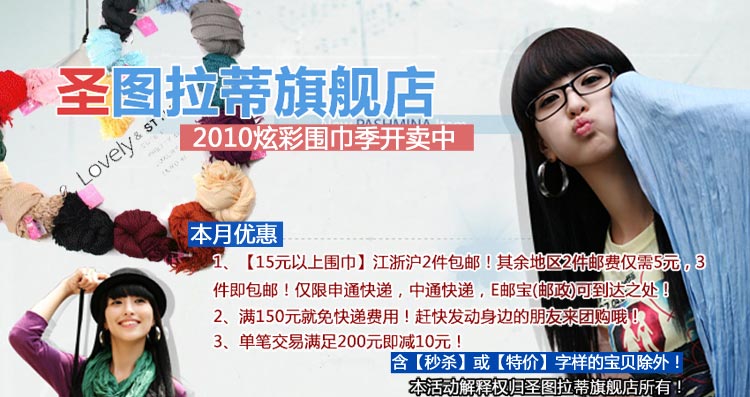 圣图拉蒂旗舰店
PASHMINA Item
2010炫彩围巾季开卖中
Lovely & ST
本月优惠
1、【15元以上围巾】江浙沪2件包邮！其余地区2件邮费仅需5元，3
件即包邮！仅限申通快递，中通快递，E邮宝(邮政)可到达之处！
2、满150元就免快递费用！赶快发动身边的朋友来团购哦！
3、单笔交易满足200元即减10元！
含【秒杀】或【特价】字样的宝贝除外！
本活动解释权归圣图拉蒂旗舰店所有！